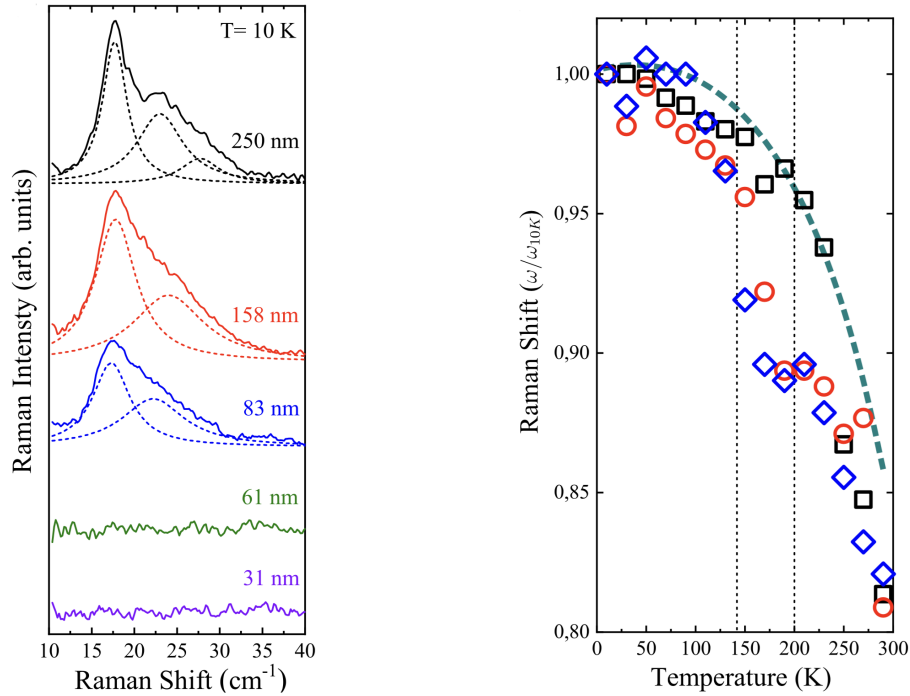 T= 10 K
250 nm
158 nm
83 nm
61 nm
31 nm
Raman Intensty (arb. units)
10 15 20 25 30 35 40
Raman Shift (cm-1)
1,00
0,95
0,90
0,85
0,80
Raman Shift (ω/ω10K)
0 50 100 150 200 250 300
Temperature (K)